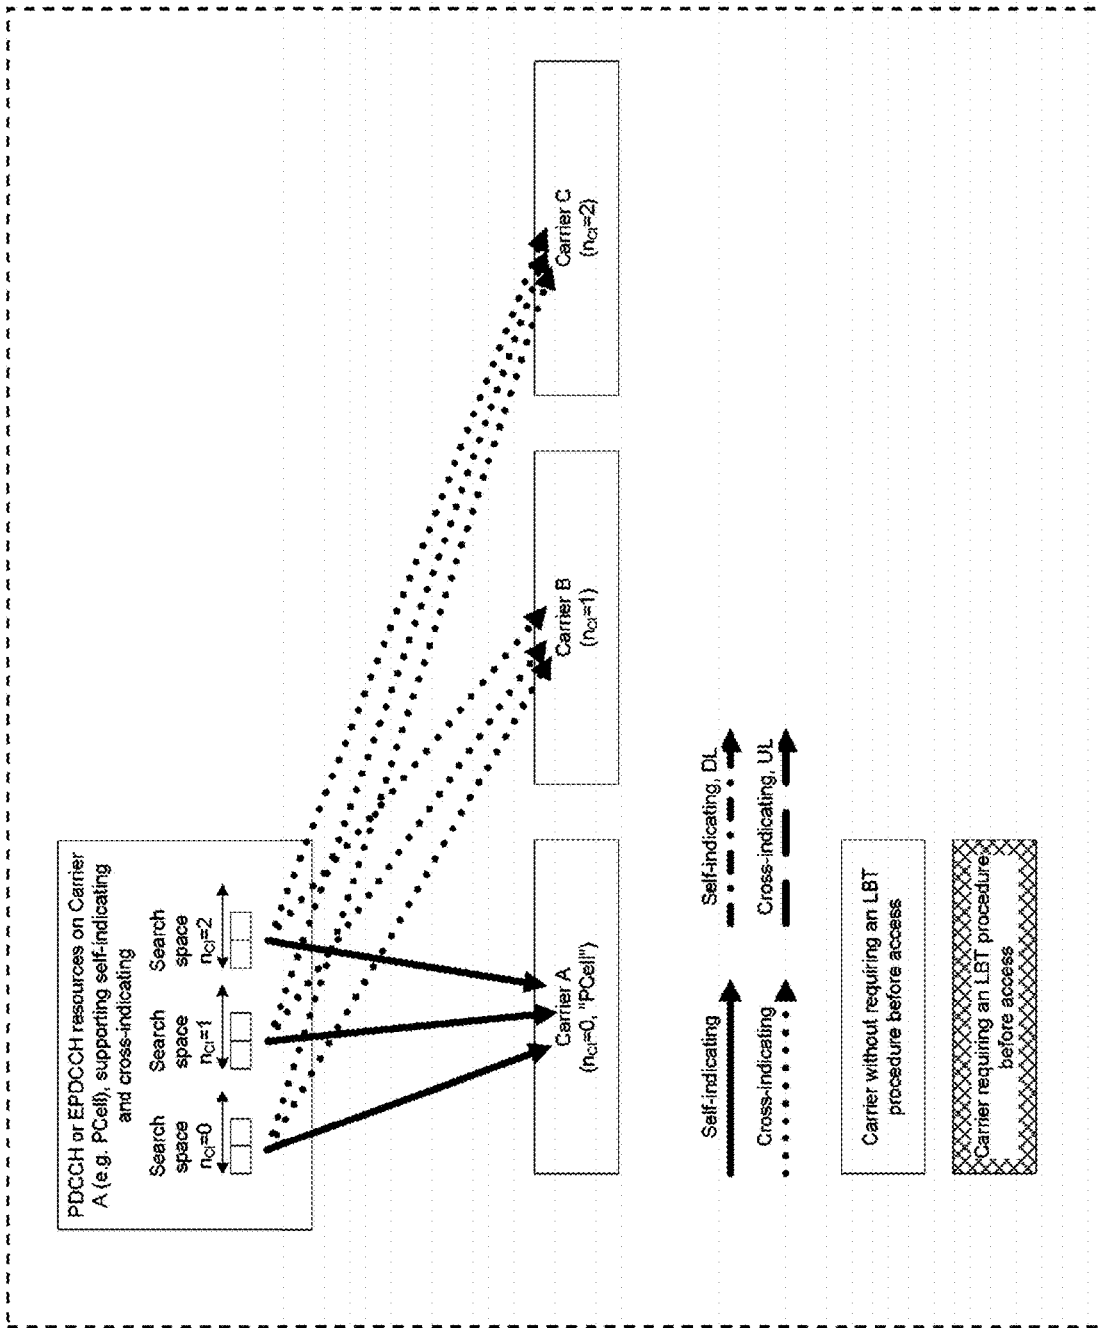 PDCCH or EPDCCH resources on Carrier
A (e.g. PCell), supporting self-indicating
and cross-indicating
Search
space
nCI=0
Search
space
nCI=1
Search
space
nCI=2
Carrier A
(nCI=0, "PCell")
Carrier B
(nCI=1)
Carrier C
(nCI=2)
Self-indicating
Self-indicating, DL
Cross-indicating
Cross-indicating, UL
Carrier without requiring an LBT
procedure before access
Carrier requiring an LBT procedure
before access